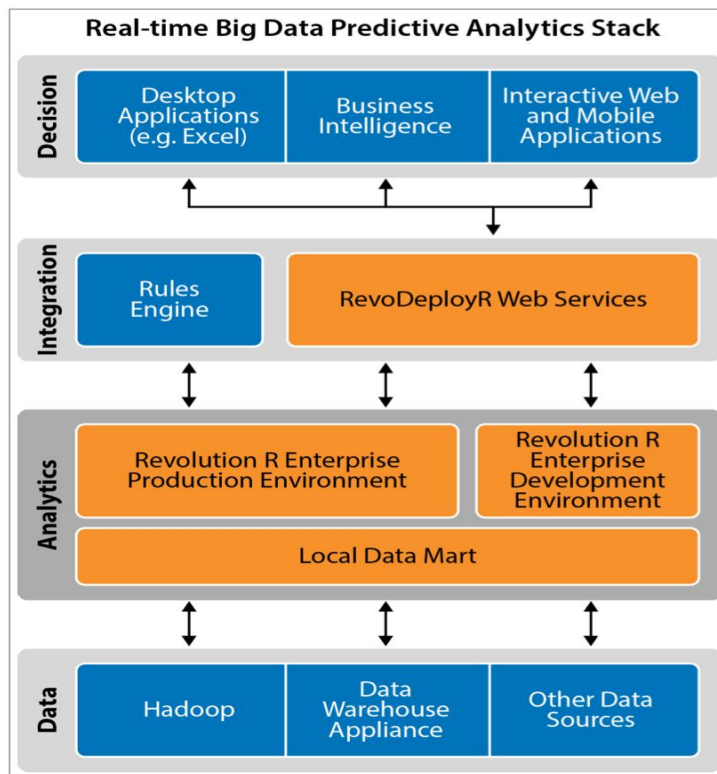 Real-time Big Data Predictive Analytics Stack
Decision
Desktop
Applications
(e.g. Excel)
Business
Intelligence
Interactive Web
and Mobile
Applications
Integration
Rules
Engine
RevoDeployR Web Services
Analytics
Revolution R Enterprise
Production Environment
Revolution R
Enterprise
Development
Environment
Local Data Mart
Data
Hadoop
Data
Warehouse
Appliance
Other Data
Sources